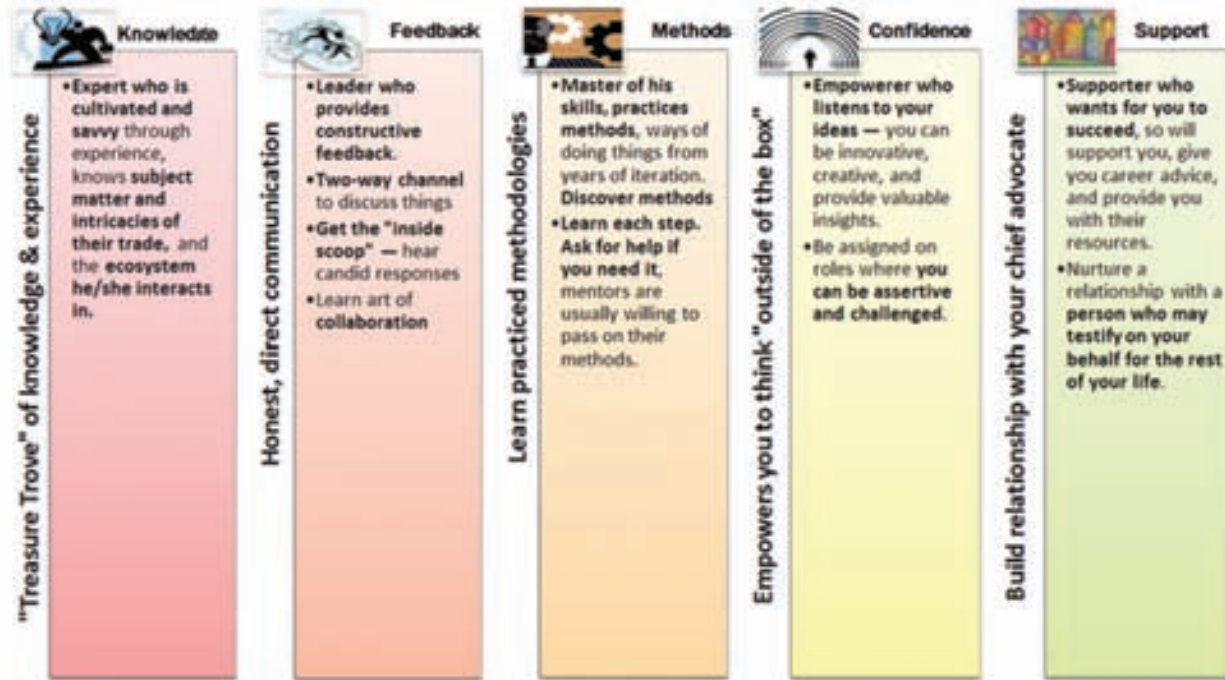 Knowledge
"Treasure Trove" of knowledge & experience
•Expert who is
cultivated and
savvy through
experience,
knows subject
matter and
intricacies of
their trade, and
the ecosystem
he/she interacts
in.
Feedback
Honest, direct communication
•Leader who
provides
constructive
feedback.
•Two-way channel
to discuss things
•Get the "Inside
scoop" — hear
candid responses
•Learn art of
collaboration
Methods
Learn practiced methodologies
•Master of his
skills, practices
methods, ways of
doing things from
years of iteration.
Discover methods
•Learn each step.
Ask for help if
you need it,
mentors are
usually willing to
pass on their
methods.
Confidence
Empowers you to think "outside of the box"
•Empowerer who
listens to your
ideas — you can
be innovative,
creative, and
provide valuable
insights.
•Be assigned on
roles where you
can be assertive
and challenged.
Support
Build relationship with your chief advocate
•Supporter who
wants for you to
succeed, so will
support you, give
you career advice,
and provide you
with their
resources.
•Nurture a
relationship with a
person who may
testify on your
behalf for the rest
of your life.